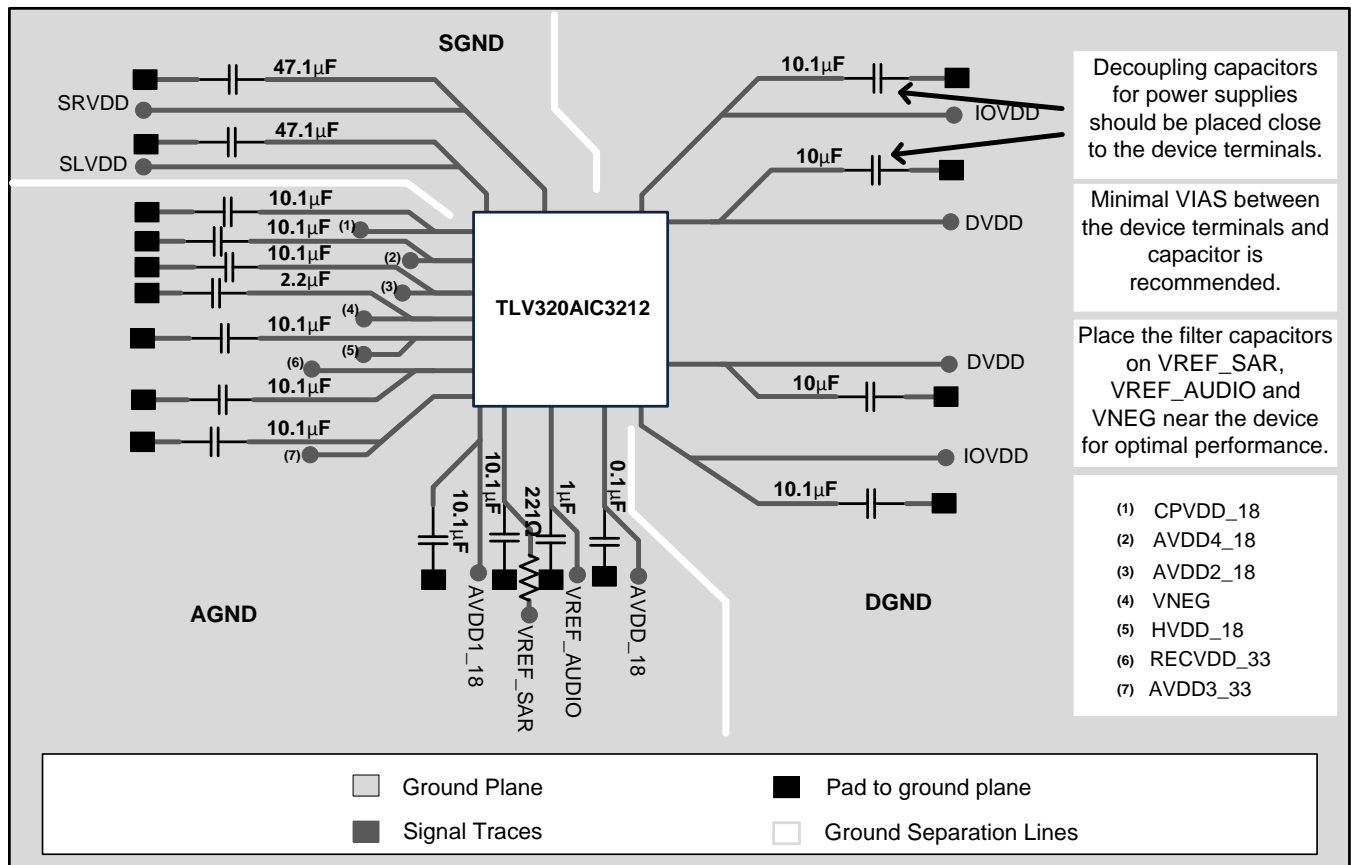 SGND
47.1µF
SRVDD
47.1µF
SLVDD
10.1µF
(1)
10.1µF
(2)
10.1µF
(3)
2.2µF
(4)
10.1µF
(5)
(6)
10.1µF
10.1µF
(7)
TLV320AIC3212
10.1µF
IOVDD
10µF
DVDD
DVDD
10µF
IOVDD
10.1µF
10.1µF
10.1µF
221Ω
1µF
0.1µF
AVDD1_18
VREF_SAR
VREF_AUDIO
AVDD_18
AGND
DGND
Decoupling capacitors
for power supplies
should be placed close
to the device terminals.
Minimal VIAS between
the device terminals and
capacitor is
recommended.
Place the filter capacitors
on VREF_SAR,
VREF_AUDIO and
VNEG near the device
for optimal performance.
(1) CPVDD_18
(2) AVDD4_18
(3) AVDD2_18
(4) VNEG
(5) HVDD_18
(6) RECVDD_33
(7) AVDD3_33
Ground Plane
Pad to ground plane
Signal Traces
Ground Separation Lines